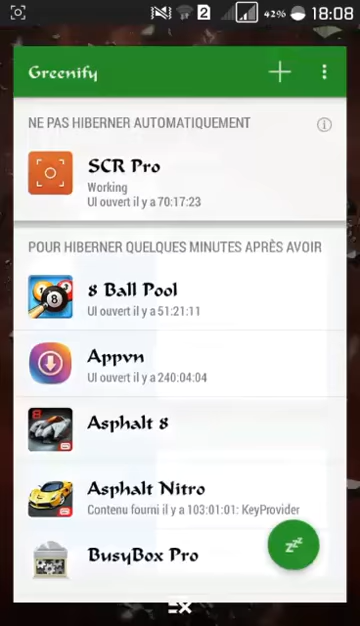 2 42% 18:08
Greenify
NE PAS HIBERNER AUTOMATIQUEMENT
SCR Pro
Working
UI ouvert il y a 70:17:23
POUR HIBERNER QUELQUES MINUTES APRÈS AVOIR
8 Ball Pool
UI ouvert il y a 51:21:11
Appvn
UI ouvert il y a 240:04:04
Asphalt 8
Asphalt Nitro
Contenu fourni il y a 103:01:01: KeyProvider
BusyBox Pro
zzz